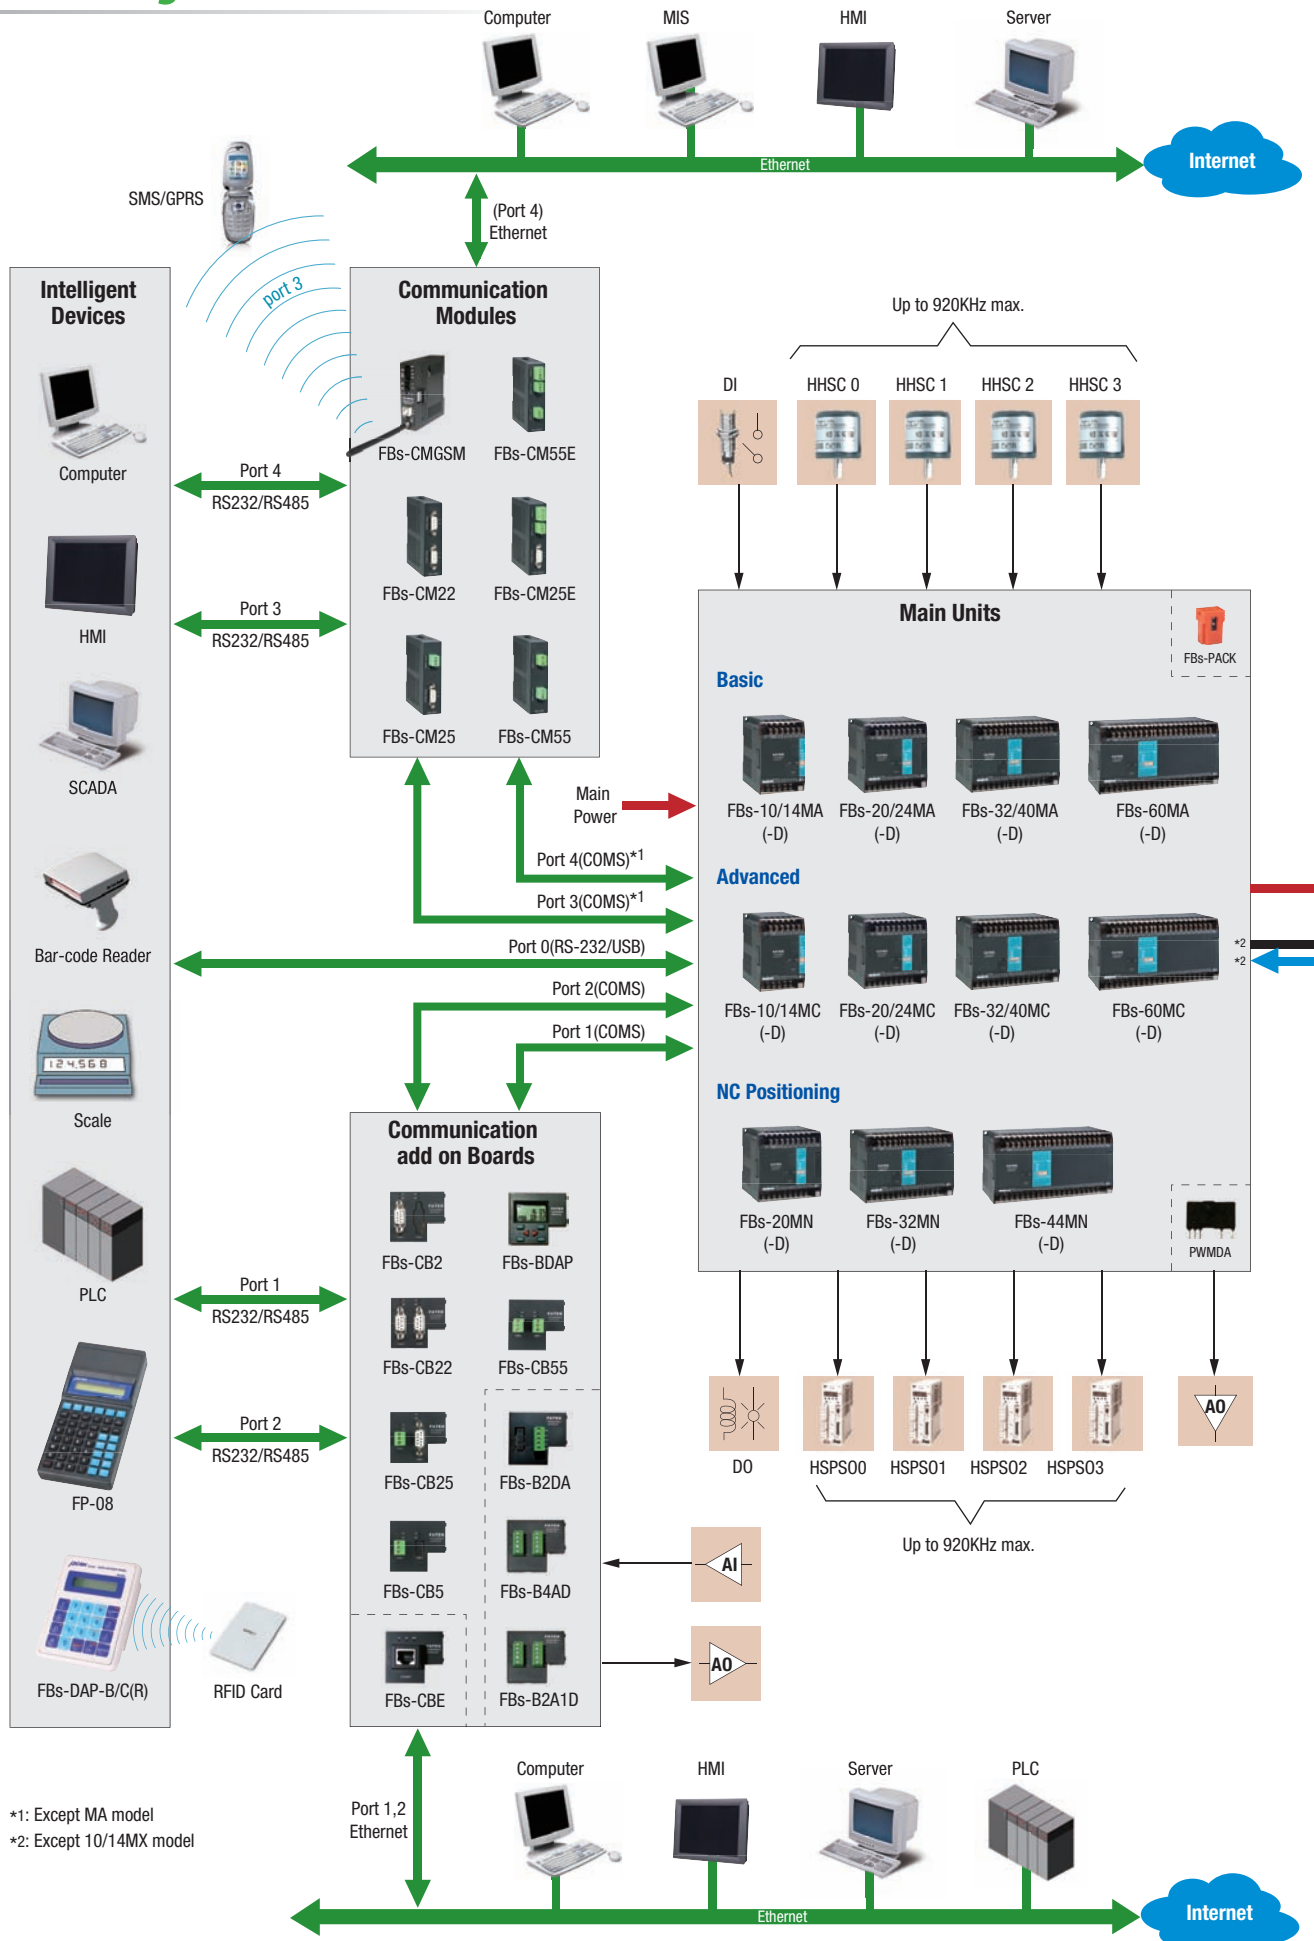 Computer
MIS
HMI
Server
Ethernet
Internet
SMS/GPRS
(Port 4)
Ethernet
port 3
Intelligent
Devices
Computer
HMI
SCADA
Bar-code Reader
124.568
Scale
PLC
FP-08
FBs-DAP-B/C(R)
RFID Card
Port 4
RS232/RS485
Port 3
RS232/RS485
Port 1
RS232/RS485
Port 2
RS232/RS485
Communication
Modules
FBs-CMGSM
FBs-CM55E
FBs-CM22
FBs-CM25E
FBs-CM25
FBs-CM55
Main
Power
Port 4(COMS)*1
Port 3(COMS)*1
Port 0(RS-232/USB)
Port 2(COMS)
Port 1(COMS)
Communication
add on Boards
FBs-CB2
FBs-BDAP
FBs-CB22
FBs-CB55
FBs-CB25
FBs-B2DA
FBs-CB5
FBs-B4AD
FBs-CBE
FBs-B2A1D
AI
AO
Up to 920KHz max.
DI
HHSC 0
HHSC 1
HHSC 2
HHSC 3
Main Units
FBs-PACK
Basic
FBs-10/14MA
(-D)
FBs-20/24MA
(-D)
FBs-32/40MA
(-D)
FBs-60MA
(-D)
Advanced
*2
*2
FBs-10/14MC
(-D)
FBs-20/24MC
(-D)
FBs-32/40MC
(-D)
FBs-60MC
(-D)
NC Positioning
FBs-20MN
(-D)
FBs-32MN
(-D)
FBs-44MN
(-D)
PWMDA
AO
DO
HSPSO0
HSPSO1
HSPSO2
HSPSO3
Up to 920KHz max.
Port 1,2
Ethernet
Computer
HMI
Server
PLC
Ethernet
Internet
*1: Except MA model
*2: Except 10/14MX model